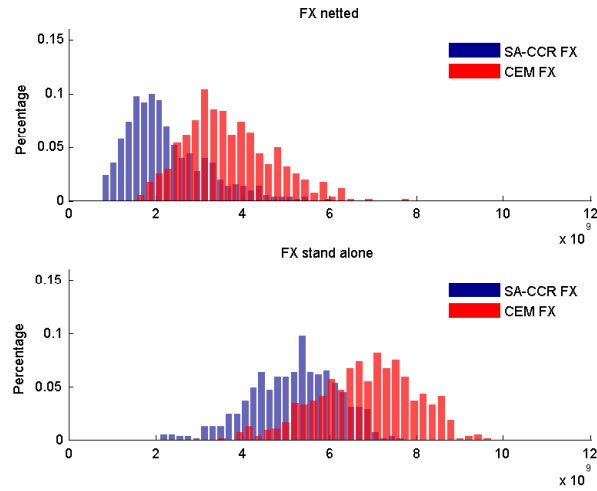 FX netted
0.15
SA-CCR FX
CEM FX
0.1
Percentage
0.05
0
0 2 4 6 8 10 12
x 10^9
FX stand alone
0.15
SA-CCR FX
CEM FX
0.1
Percentage
0.05
0
0 2 4 6 8 10 12
x 10^9